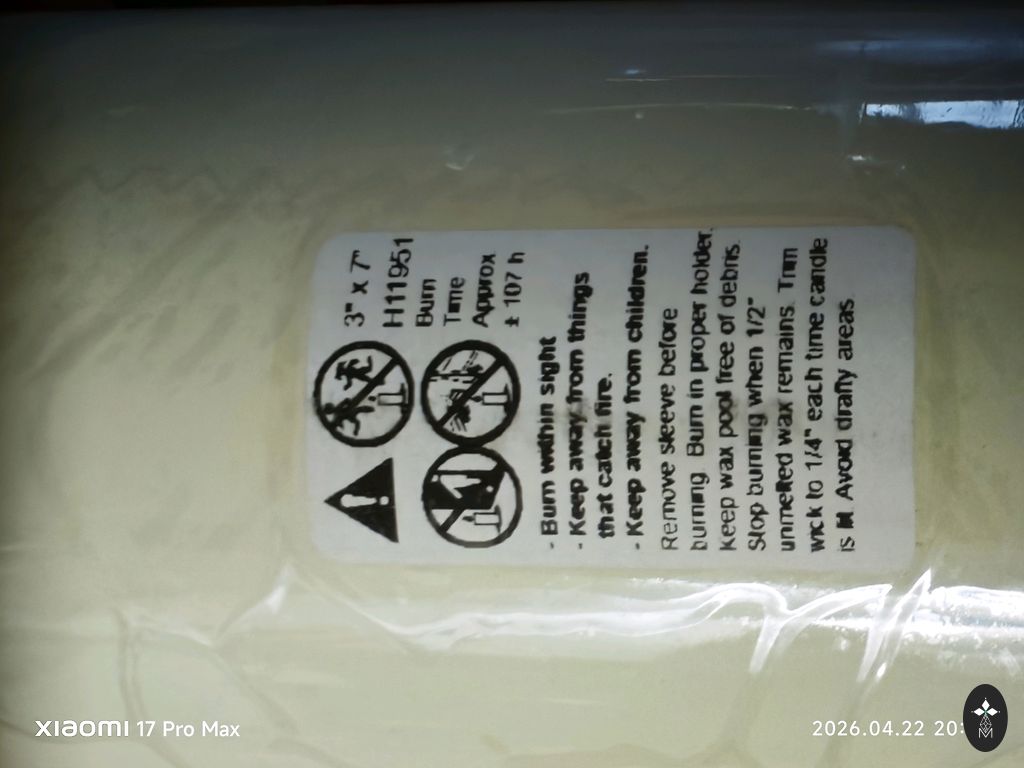 3" x 7"
H11951
Burn
Time
Approx
± 107 h
- Burn within sight
- Keep away from things
that catch fire.
- Keep away from children.
Remove sleeve before
burning. Burn in proper holder.
Keep wax pool free of debris.
Stop burning when 1/2"
unmelted wax remains. Trim
wick to 1/4" each time candle
is lit. Avoid drafty areas.
XIAOMI 17 Pro Max
2026.04.22 20:
M